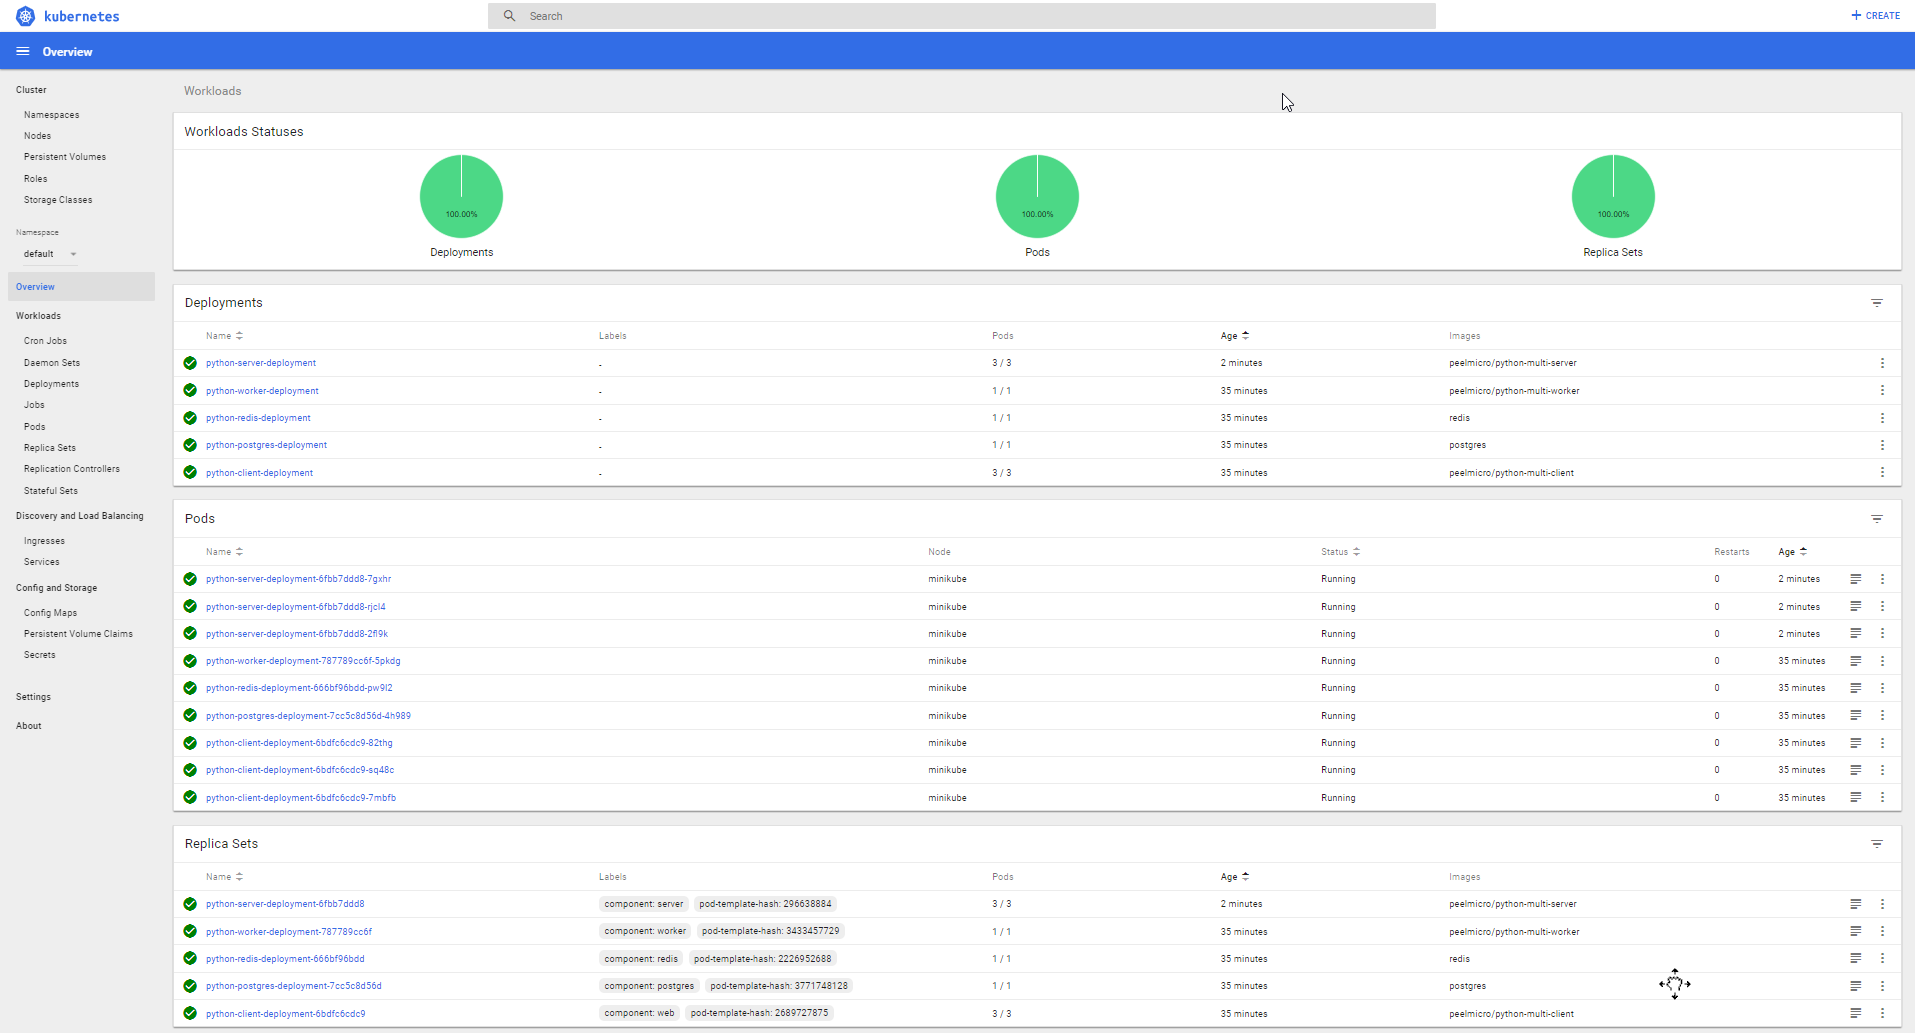 kubernetes
Search
CREATE
Overview
Cluster
Namespaces
Nodes
Persistent Volumes
Roles
Storage Classes
Namespace
default
Overview
Workloads
Cron Jobs
Daemon Sets
Deployments
Jobs
Pods
Replica Sets
Replication Controllers
Stateful Sets
Discovery and Load Balancing
Ingresses
Services
Config and Storage
Config Maps
Persistent Volume Claims
Secrets
Settings
About
Workloads
Workloads Statuses
100.00% 100.00% 100.00%
Deployments Pods Replica Sets
Deployments
Name Labels Pods Age Images
python-server-deployment - 3 / 3 2 minutes peelmicro/python-multi-server
python-worker-deployment - 1 / 1 35 minutes peelmicro/python-multi-worker
python-redis-deployment - 1 / 1 35 minutes redis
python-postgres-deployment - 1 / 1 35 minutes postgres
python-client-deployment - 3 / 3 35 minutes peelmicro/python-multi-client
Pods
Name Node Status Restarts Age
python-server-deployment-6fbb7ddd8-7gxhr minikube Running 0 2 minutes
python-server-deployment-6fbb7ddd8-rjcl4 minikube Running 0 2 minutes
python-server-deployment-6fbb7ddd8-2fl9k minikube Running 0 2 minutes
python-worker-deployment-787789cc6f-5pkdg minikube Running 0 35 minutes
python-redis-deployment-666bf96bdd-pw9l2 minikube Running 0 35 minutes
python-postgres-deployment-7cc5c8d56d-4h989 minikube Running 0 35 minutes
python-client-deployment-6bdfc6cdc9-82thg minikube Running 0 35 minutes
python-client-deployment-6bdfc6cdc9-sq48c minikube Running 0 35 minutes
python-client-deployment-6bdfc6cdc9-7mbfb minikube Running 0 35 minutes
Replica Sets
Name Labels Pods Age Images
python-server-deployment-6fbb7ddd8 component: server pod-template-hash: 296638884 3 / 3 2 minutes peelmicro/python-multi-server
python-worker-deployment-787789cc6f component: worker pod-template-hash: 3433457729 1 / 1 35 minutes peelmicro/python-multi-worker
python-redis-deployment-666bf96bdd component: redis pod-template-hash: 2226952688 1 / 1 35 minutes redis
python-postgres-deployment-7cc5c8d56d component: postgres pod-template-hash: 3771748128 1 / 1 35 minutes postgres
python-client-deployment-6bdfc6cdc9 component: web pod-template-hash: 2689727875 3 / 3 35 minutes peelmicro/python-multi-client